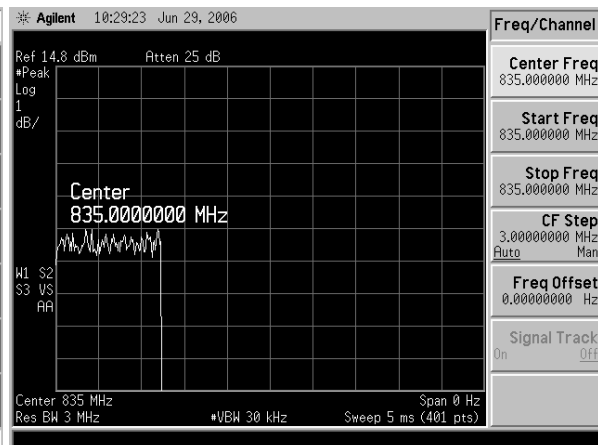 Agilent 10:29:23 Jun 29, 2006
Freq/Channel
Ref 14.8 dBm Atten 25 dB
#Peak
Log
1
dB/
Center
835.0000000 MHz
W1 S2
S3 VS
AA
Center 835 MHz Span 0 Hz
Res BW 3 MHz #VBW 30 kHz Sweep 5 ms (401 pts)
Center Freq
835.000000 MHz
Start Freq
835.000000 MHz
Stop Freq
835.000000 MHz
CF Step
3.00000000 MHz
Auto Man
Freq Offset
0.00000000 Hz
Signal Track
On Off